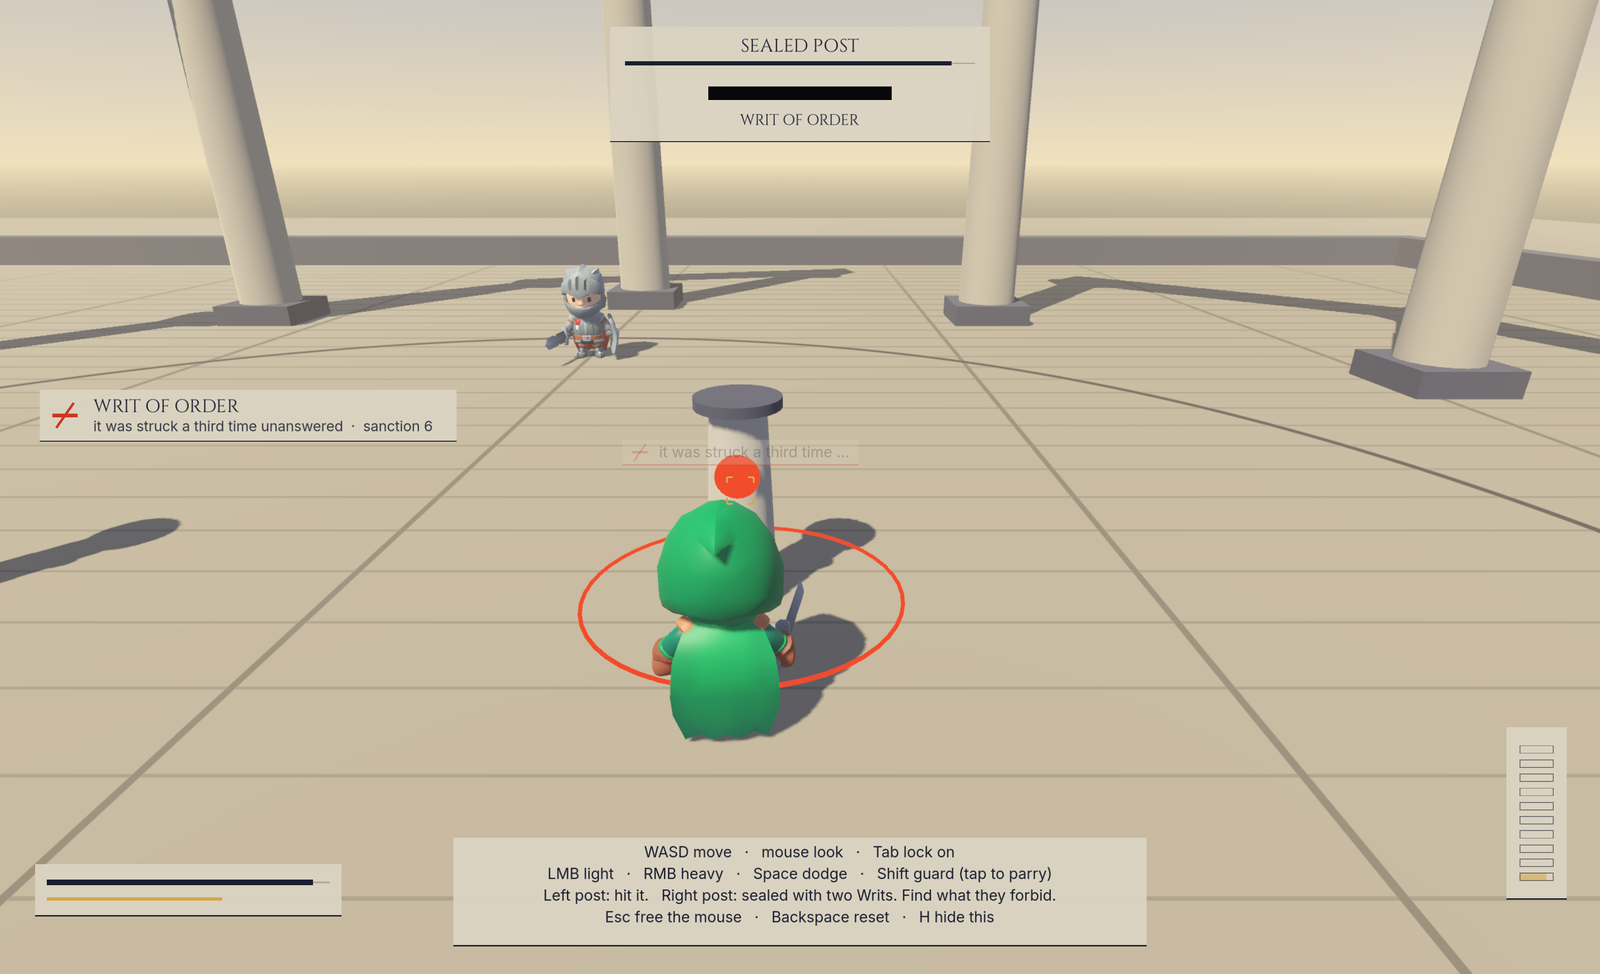 SEALED POST
WRIT OF ORDER
WRIT OF ORDER
it was struck a third time unanswered · sanction 6
it was struck a third time ...
WASD move · mouse look · Tab lock on
LMB light · RMB heavy · Space dodge · Shift guard (tap to parry)
Left post: hit it. Right post: sealed with two Writs. Find what they forbid.
Esc free the mouse · Backspace reset · H hide this